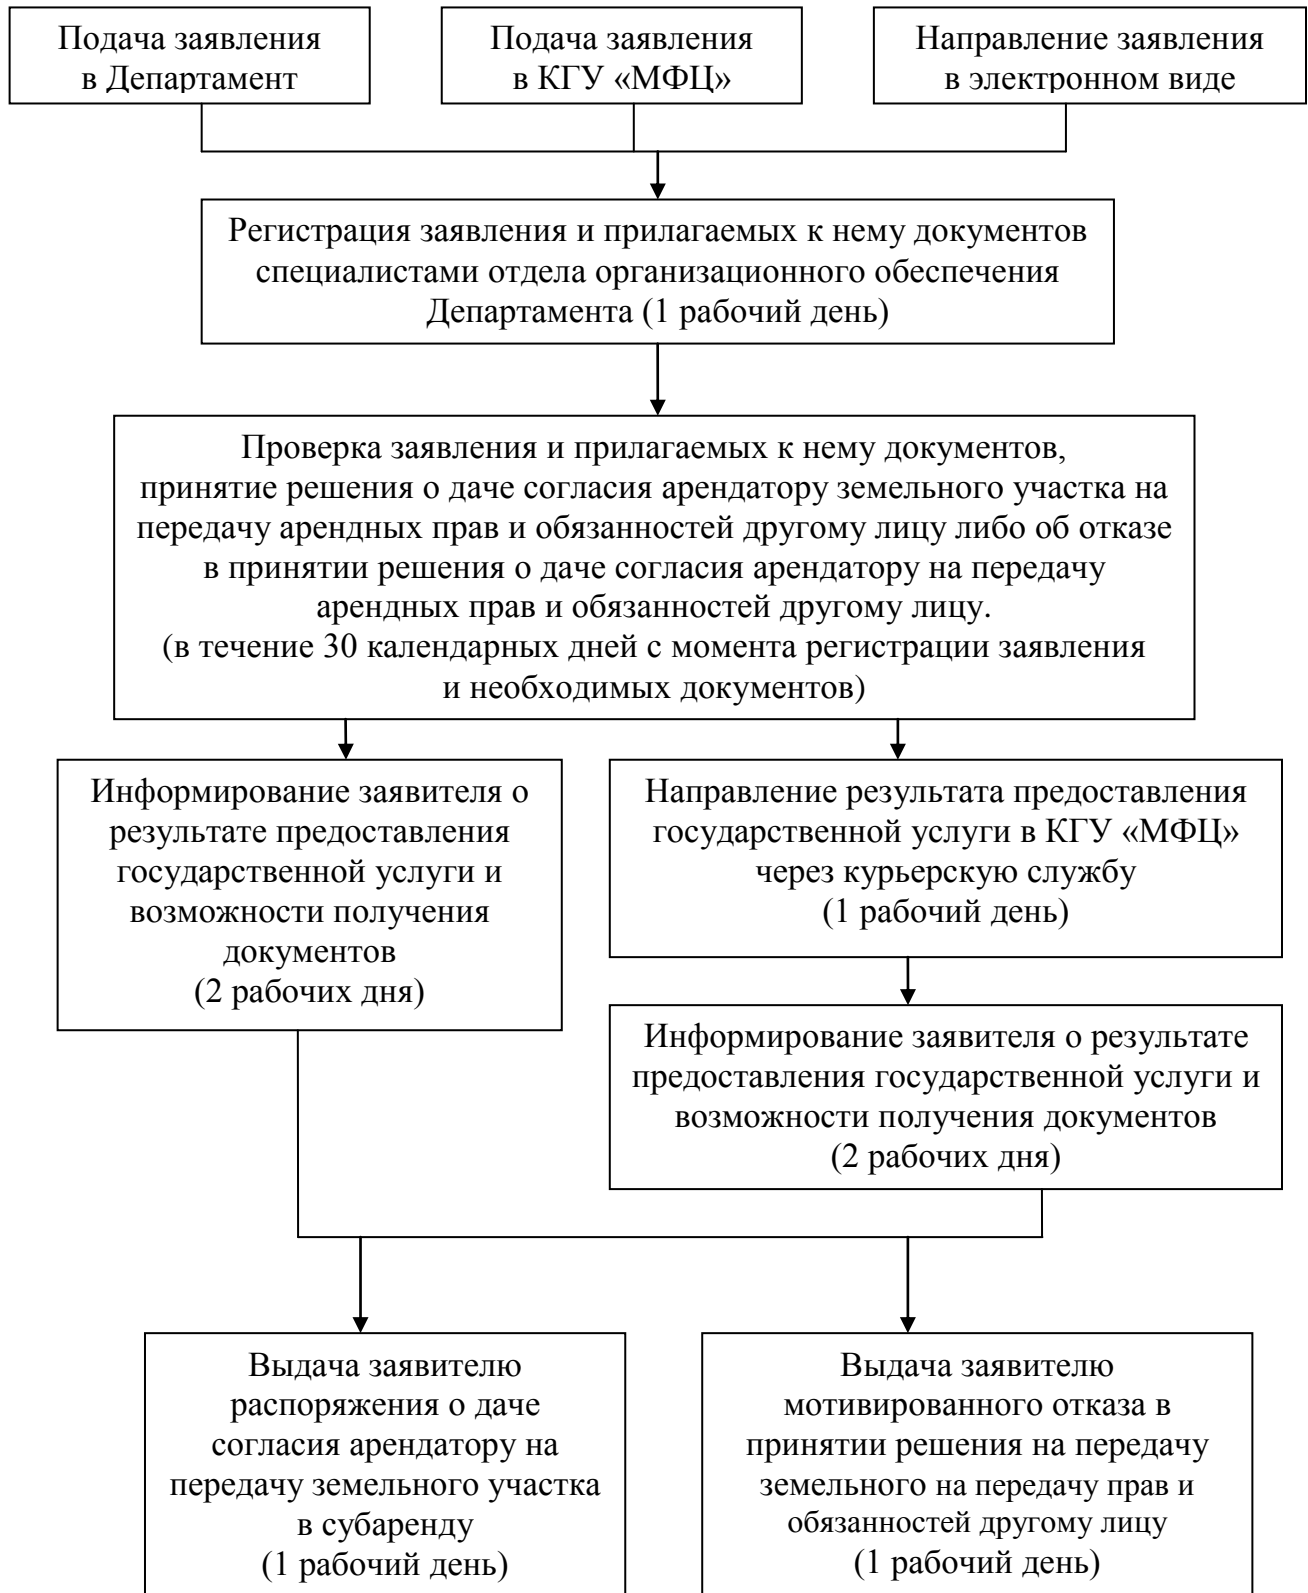 Подача заявления
в Департамент
Подача заявления
в КГУ «МФЦ»
Направление заявления
в электронном виде
Регистрация заявления и прилагаемых к нему документов
специалистами отдела организационного обеспечения
Департамента (1 рабочий день)
Проверка заявления и прилагаемых к нему документов,
принятие решения о даче согласия арендатору земельного участка на
передачу арендных прав и обязанностей другому лицу либо об отказе
в принятии решения о даче согласия арендатору на передачу
арендных прав и обязанностей другому лицу.
(в течение 30 календарных дней с момента регистрации заявления
и необходимых документов)
Информирование заявителя о
результате предоставления
государственной услуги и
возможности получения
документов
(2 рабочих дня)
Направление результата предоставления
государственной услуги в КГУ «МФЦ»
через курьерскую службу
(1 рабочий день)
Информирование заявителя о результате
предоставления государственной услуги и
возможности получения документов
(2 рабочих дня)
Выдача заявителю
распоряжения о даче
согласия арендатору на
передачу земельного участка
в субаренду
(1 рабочий день)
Выдача заявителю
мотивированного отказа в
принятии решения на передачу
земельного на передачу прав и
обязанностей другому лицу
(1 рабочий день)